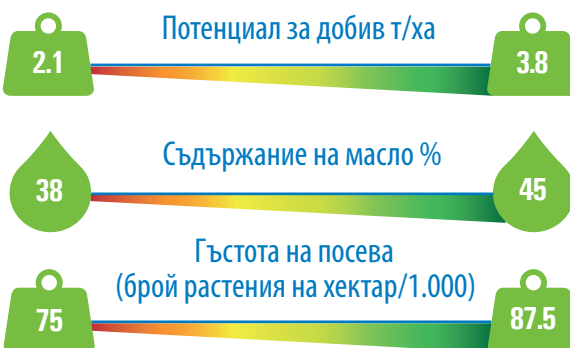 Потенциал за добив т/ха
2.1 3.8
Съдържание на масло %
38 45
Гъстота на посева
(брой растения на хектар/1.000)
75 87.5